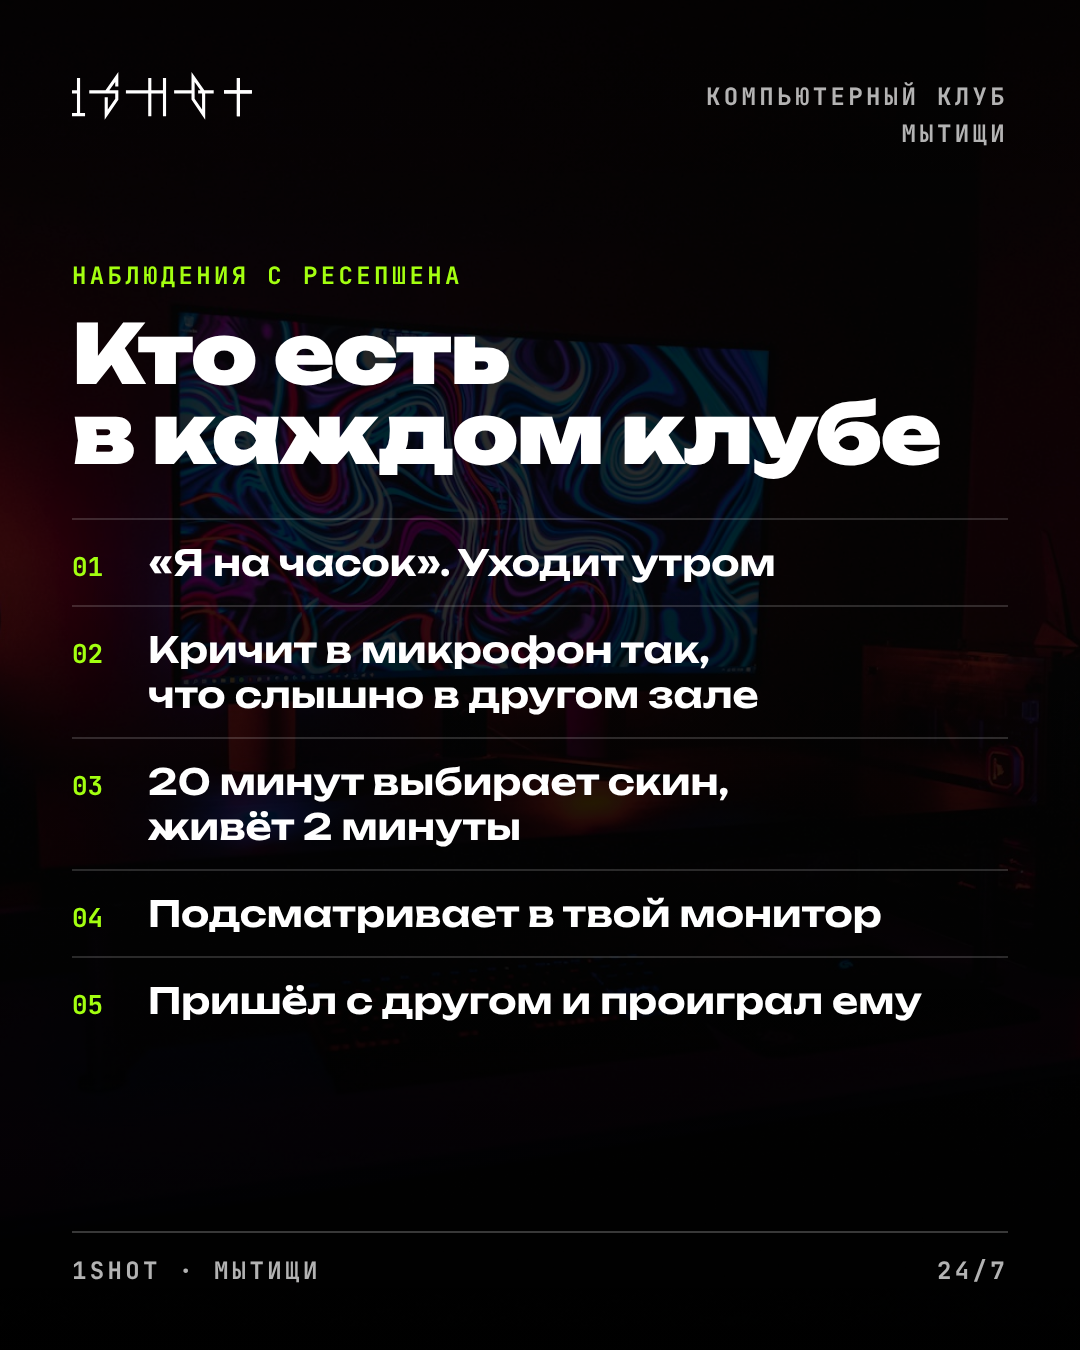 1SHOT
КОМПЬЮТЕРНЫЙ КЛУБ
МЫТИЩИ
НАБЛЮДЕНИЯ С РЕСЕПШЕНА
Кто есть
в каждом клубе
01 «Я на часок». Уходит утром
02 Кричит в микрофон так,
что слышно в другом зале
03 20 минут выбирает скин,
живёт 2 минуты
04 Подсматривает в твой монитор
05 Пришёл с другом и проиграл ему
1SHOT · МЫТИЩИ
24/7